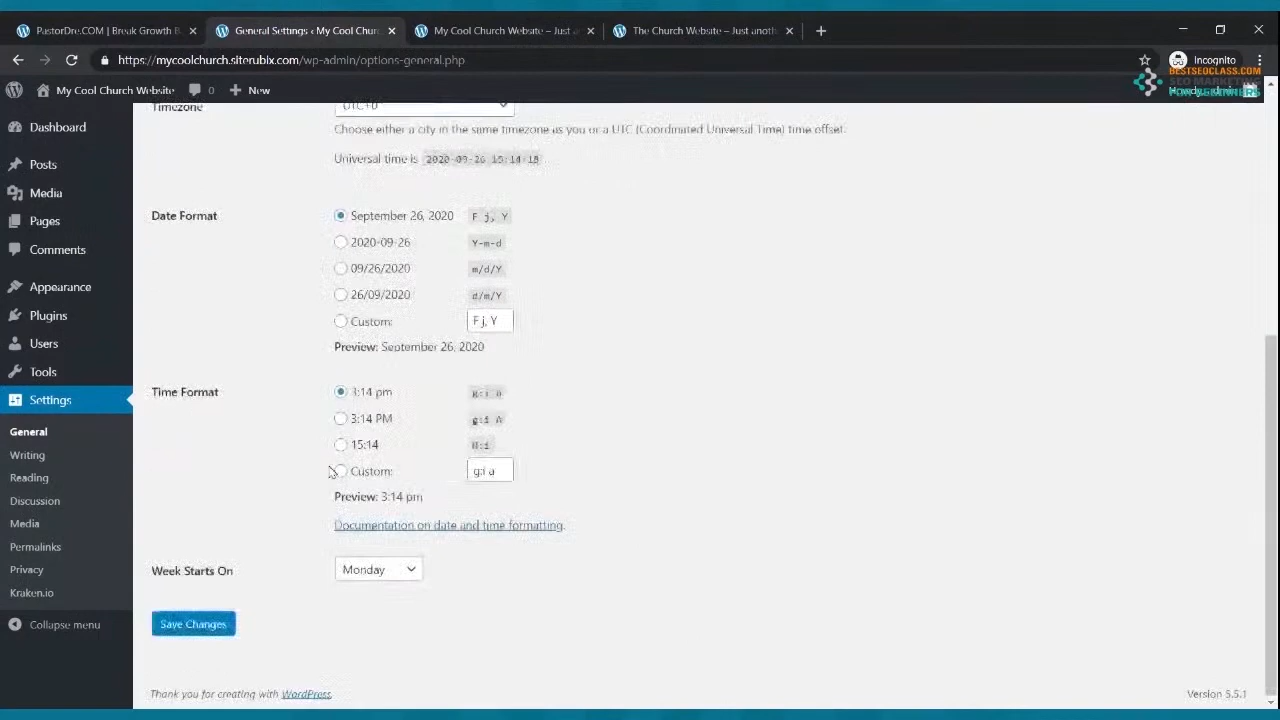 PastorDre.COM | Break Growth B
General Settings ‹ My Cool Chur
My Cool Church Website – Just a
The Church Website – Just anoth
https://mycoolchurch.siterubix.com/wp-admin/options-general.php
Incognito
BESTSEOCLASS.COM
SEO MARKETING
FOR BEGINNERS
My Cool Church Website 0 New
Dashboard
Posts
Media
Pages
Comments
Appearance
Plugins
Users
Tools
Settings
General
Writing
Reading
Discussion
Media
Permalinks
Privacy
Kraken.io
Collapse menu
Timezone UTC+0
Choose either a city in the same timezone as you or a UTC (Coordinated Universal Time) time offset.
Universal time is 2020-09-26 15:14:18
Date Format
September 26, 2020 F j, Y
2020-09-26 Y-m-d
09/26/2020 m/d/Y
26/09/2020 d/m/Y
Custom: F j, Y
Preview: September 26, 2020
Time Format
3:14 pm g:i a
3:14 PM g:i A
15:14 H:i
Custom: g:i a
Preview: 3:14 pm
Documentation on date and time formatting.
Week Starts On Monday
Save Changes
Thank you for creating with WordPress.
Version 5.5.1